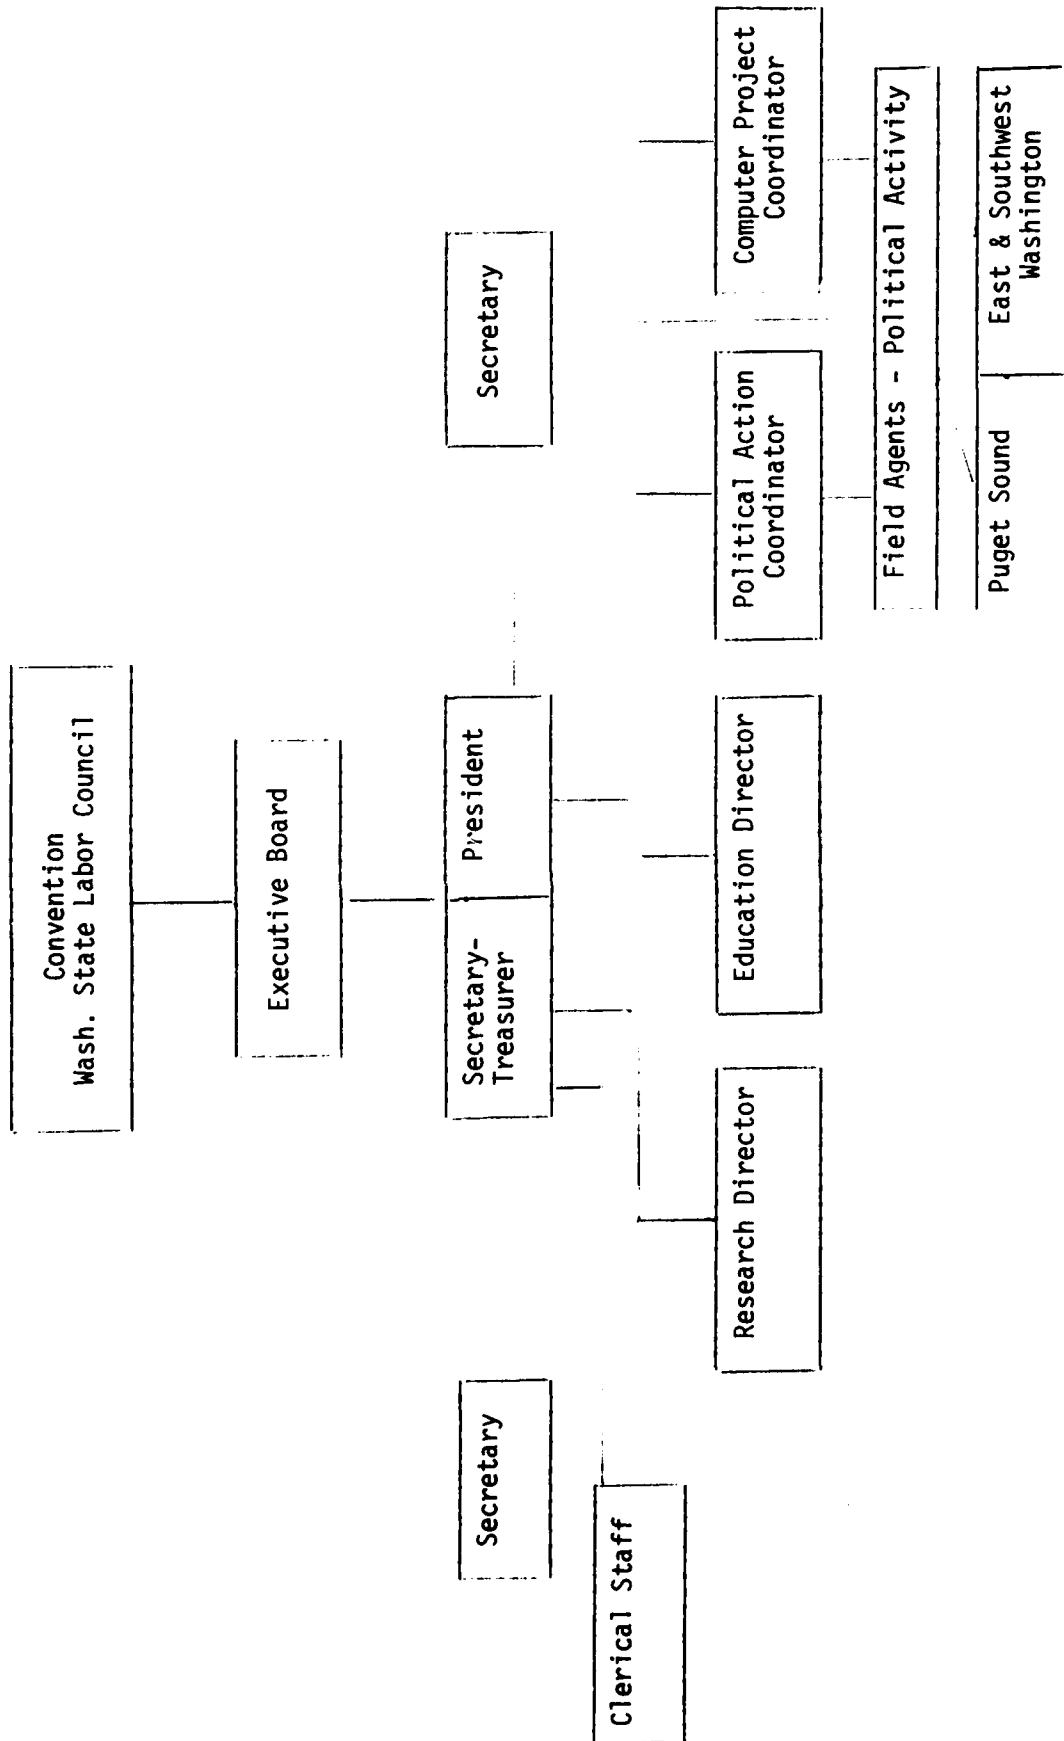 Convention
Wash. State Labor Council
Executive Board
Secretary-
Treasurer
President
Secretary
Secretary
Clerical Staff
Research Director
Education Director
Political Action
Coordinator
Computer Project
Coordinator
Field Agents - Political Activity
Puget Sound
East & Southwest
Washington